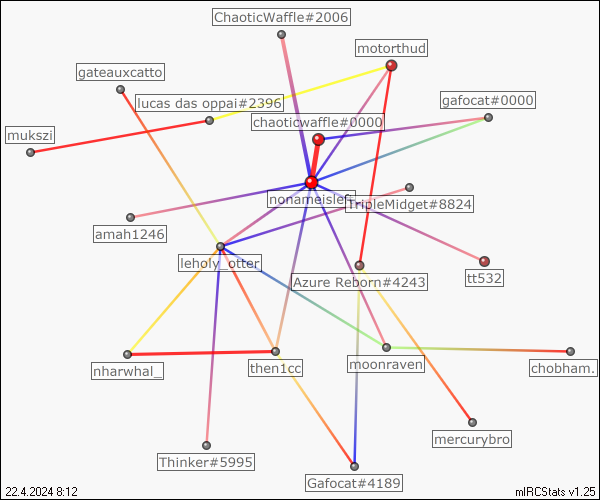 ChaoticWaffle#2006
motorthud
gateauxcatto
gafocat#0000
lucas das oppai#2396
chaoticwaffle#0000
mukszi
nonameisleft
TripleMidget#8824
amah1246
leholy_otter
tt532
Azure Reborn#4243
nharwhal_
then1cc
moonraven
chobham.
mercurybro
Thinker#5995
Gafocat#4189
22.4.2024 8:12
mIRCStats v1.25